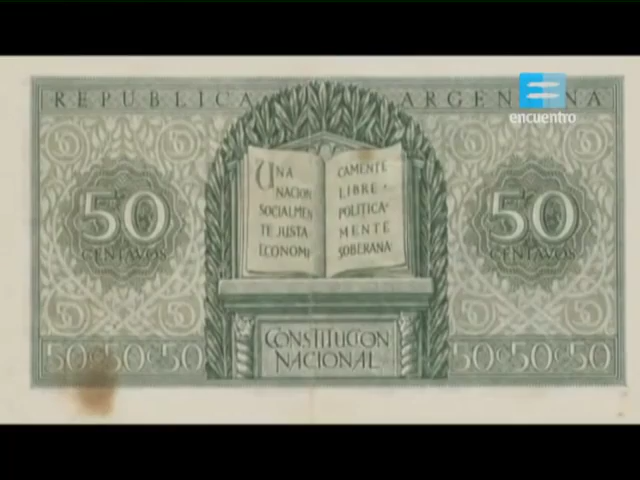 REPUBLICA ARGENTINA
encuentro
UNA
NACION
SOCIALMEN
TE JUSTA
ECONOMI
CAMENTE
LIBRE·
POLITICA-
MENTE
SOBERANA·
50
CENTAVOS
50
CENTAVOS
CONSTITUCION
NACIONAL
50¢50¢50
50¢50¢50